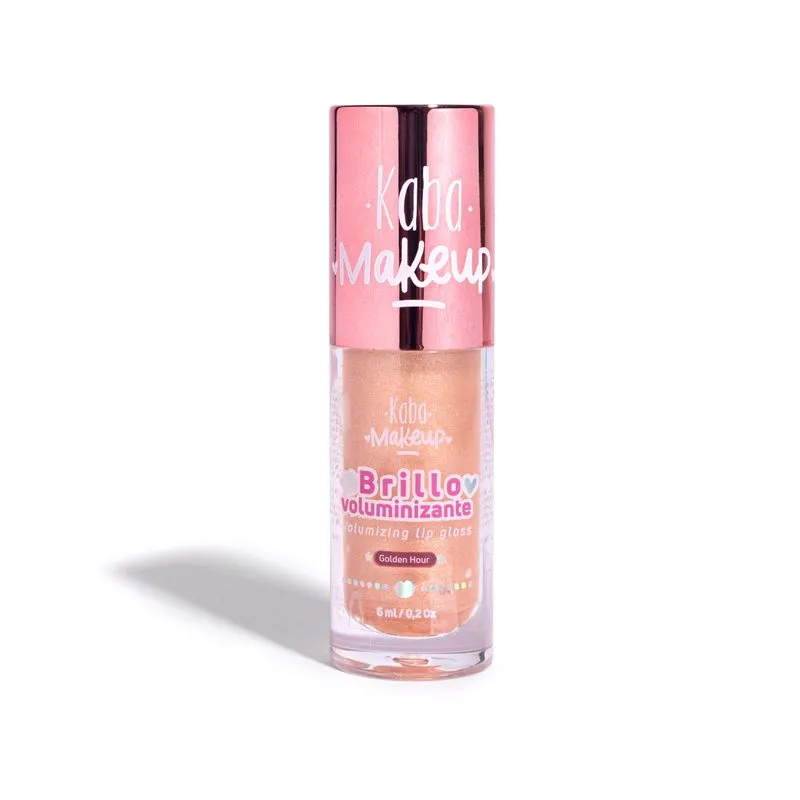 ·Kaba·
Makeup
·Kaba·
Makeup
Brillo
voluminizante
Volumizing lip gloss
Golden Hour
6 ml / 0,2 Oz